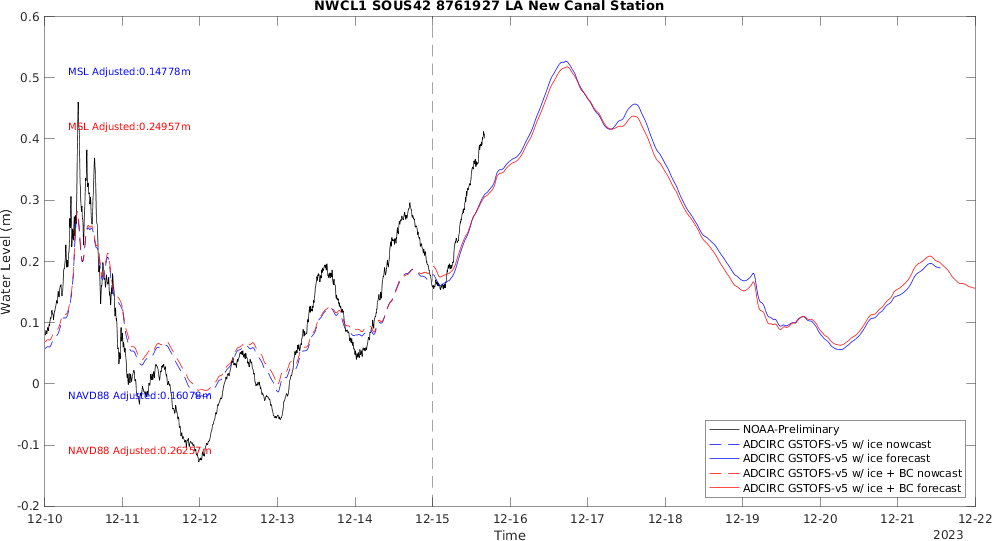 NWCL1 SOUS42 8761927 LA New Canal Station
Water Level (m)
0.6
0.5
0.4
0.3
0.2
0.1
0
-0.1
-0.2
MSL Adjusted:0.14778m
MSL Adjusted:0.24957m
NAVD88 Adjusted:0.16078m
NAVD88 Adjusted:0.26257m
NOAA-Preliminary
ADCIRC GSTOFS-v5 w/ ice nowcast
ADCIRC GSTOFS-v5 w/ ice forecast
ADCIRC GSTOFS-v5 w/ ice + BC nowcast
ADCIRC GSTOFS-v5 w/ ice + BC forecast
12-10 12-11 12-12 12-13 12-14 12-15 12-16 12-17 12-18 12-19 12-20 12-21 12-22
Time
2023